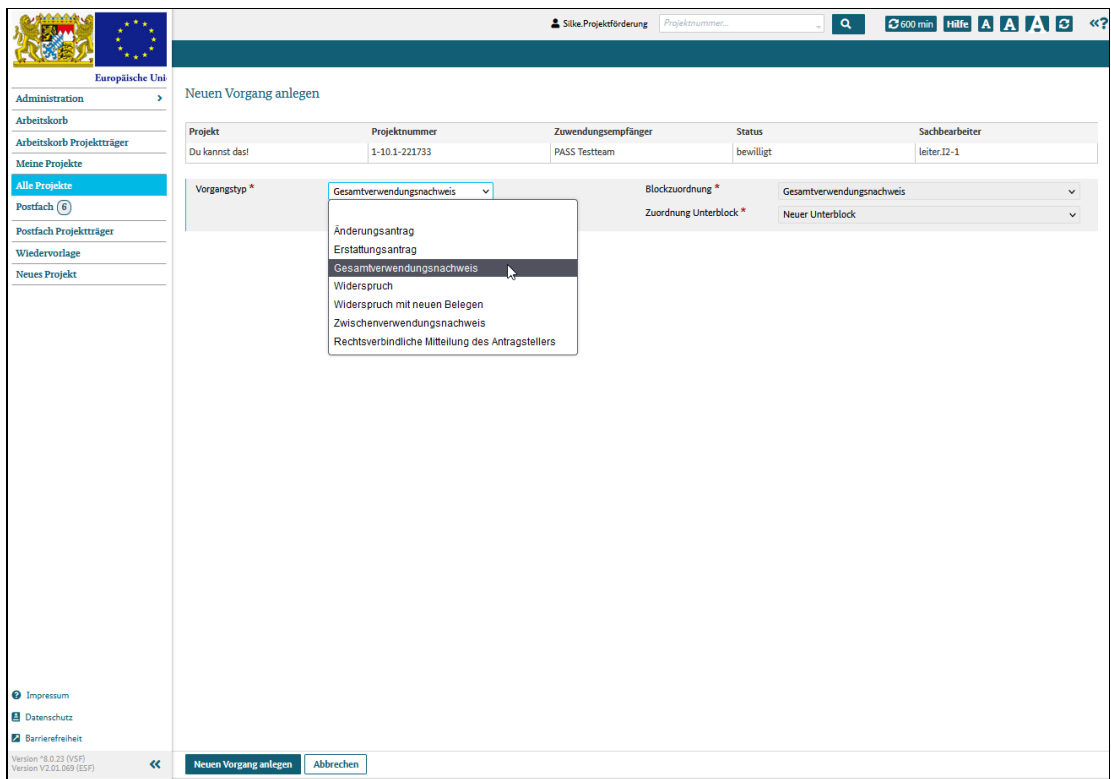 Silke.Projektförderung
Projektnummer...
600 min
Hilfe
A
A
A
«?
Europäische Uni
Administration
Arbeitskorb
Arbeitskorb Projektträger
Meine Projekte
Alle Projekte
Postfach 6
Postfach Projektträger
Wiedervorlage
Neues Projekt
Neuen Vorgang anlegen
Projekt Projektnummer Zuwendungsempfänger Status Sachbearbeiter
Du kannst das! 1-10.1-221733 PASS Testteam bewilligt leiter.I2-1
Vorgangstyp * Gesamtverwendungsnachweis Blockzuordnung * Gesamtverwendungsnachweis
Zuordnung Unterblock * Neuer Unterblock
Änderungsantrag
Erstattungsantrag
Gesamtverwendungsnachweis
Widerspruch
Widerspruch mit neuen Belegen
Zwischenverwendungsnachweis
Rechtsverbindliche Mitteilung des Antragstellers
Impressum
Datenschutz
Barrierefreiheit
Version *8.0.23 (VSF)
Version V2.01.069 (ESF)
«
Neuen Vorgang anlegen
Abbrechen